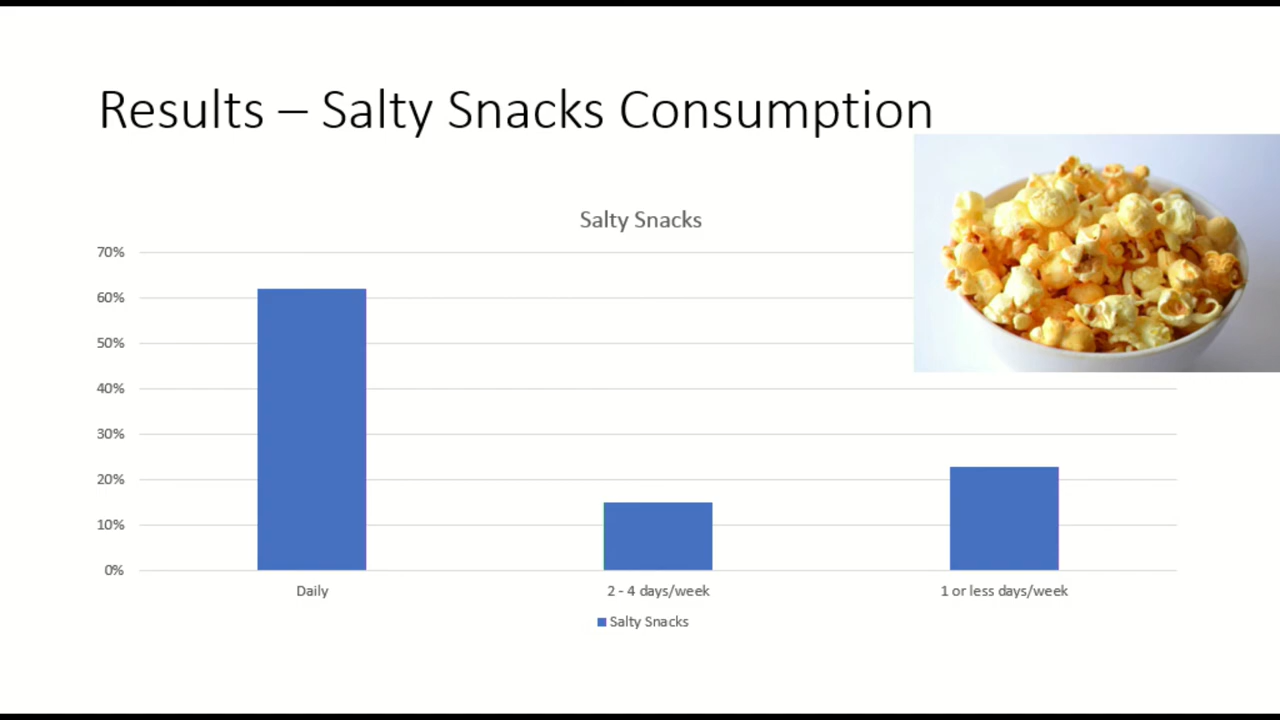 Results – Salty Snacks Consumption
Salty Snacks
70%
60%
50%
40%
30%
20%
10%
0%
Daily
2 - 4 days/week
1 or less days/week
Salty Snacks